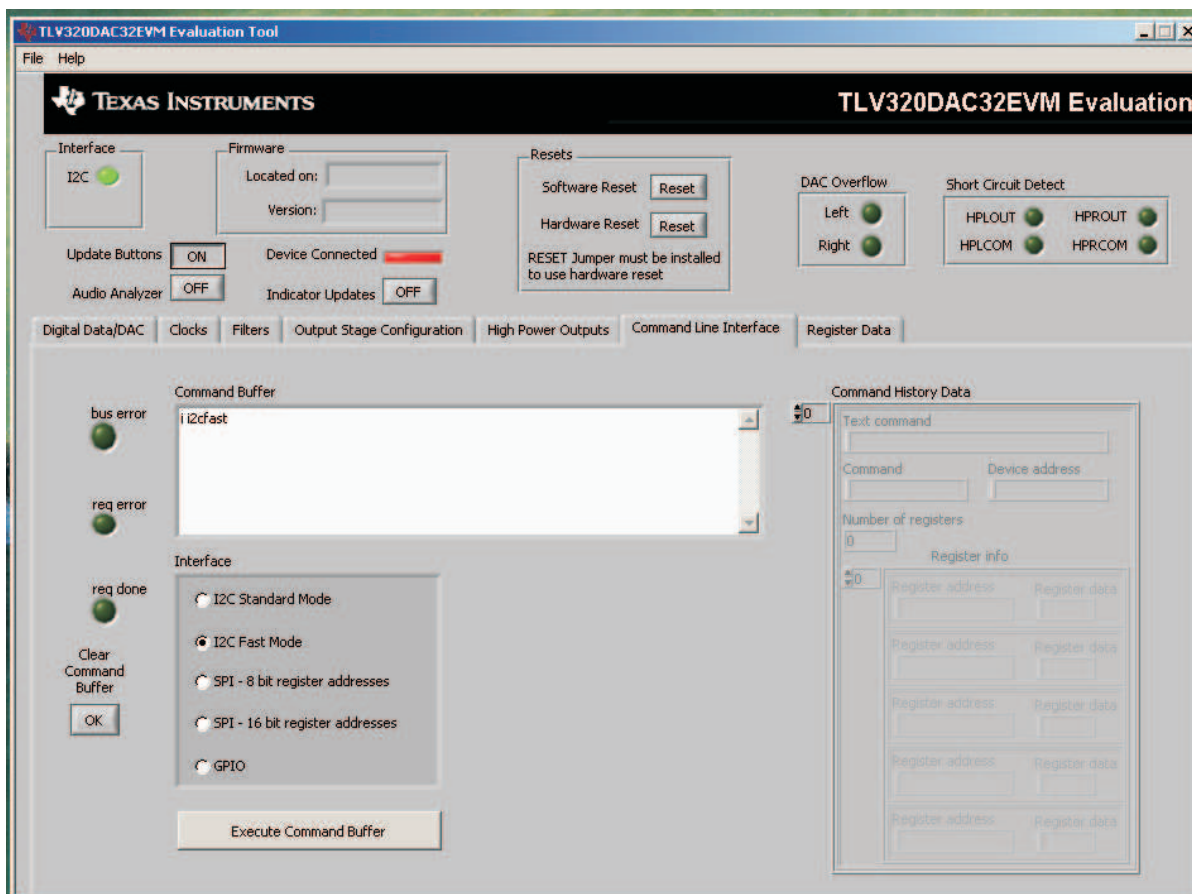 TLV320DAC32EVM Evaluation Tool
File Help
TEXAS INSTRUMENTS
TLV320DAC32EVM Evaluation
Interface
I2C
Firmware
Located on:
Version:
Resets
Software Reset Reset
Hardware Reset Reset
RESET Jumper must be installed
to use hardware reset
DAC Overflow
Left
Right
Short Circuit Detect
HPLOUT HPROUT
HPLCOM HPRCOM
Update Buttons ON
Device Connected
Audio Analyzer OFF
Indicator Updates OFF
Digital Data/DAC Clocks Filters Output Stage Configuration High Power Outputs Command Line Interface Register Data
bus error
req error
req done
Clear
Command
Buffer
OK
Command Buffer
i i2cfast
Interface
I2C Standard Mode
I2C Fast Mode
SPI - 8 bit register addresses
SPI - 16 bit register addresses
GPIO
Execute Command Buffer
0
Command History Data
Text command
Command Device address
Number of registers
0
Register info
0
Register address Register data
Register address Register data
Register address Register data
Register address Register data
Register address Register data